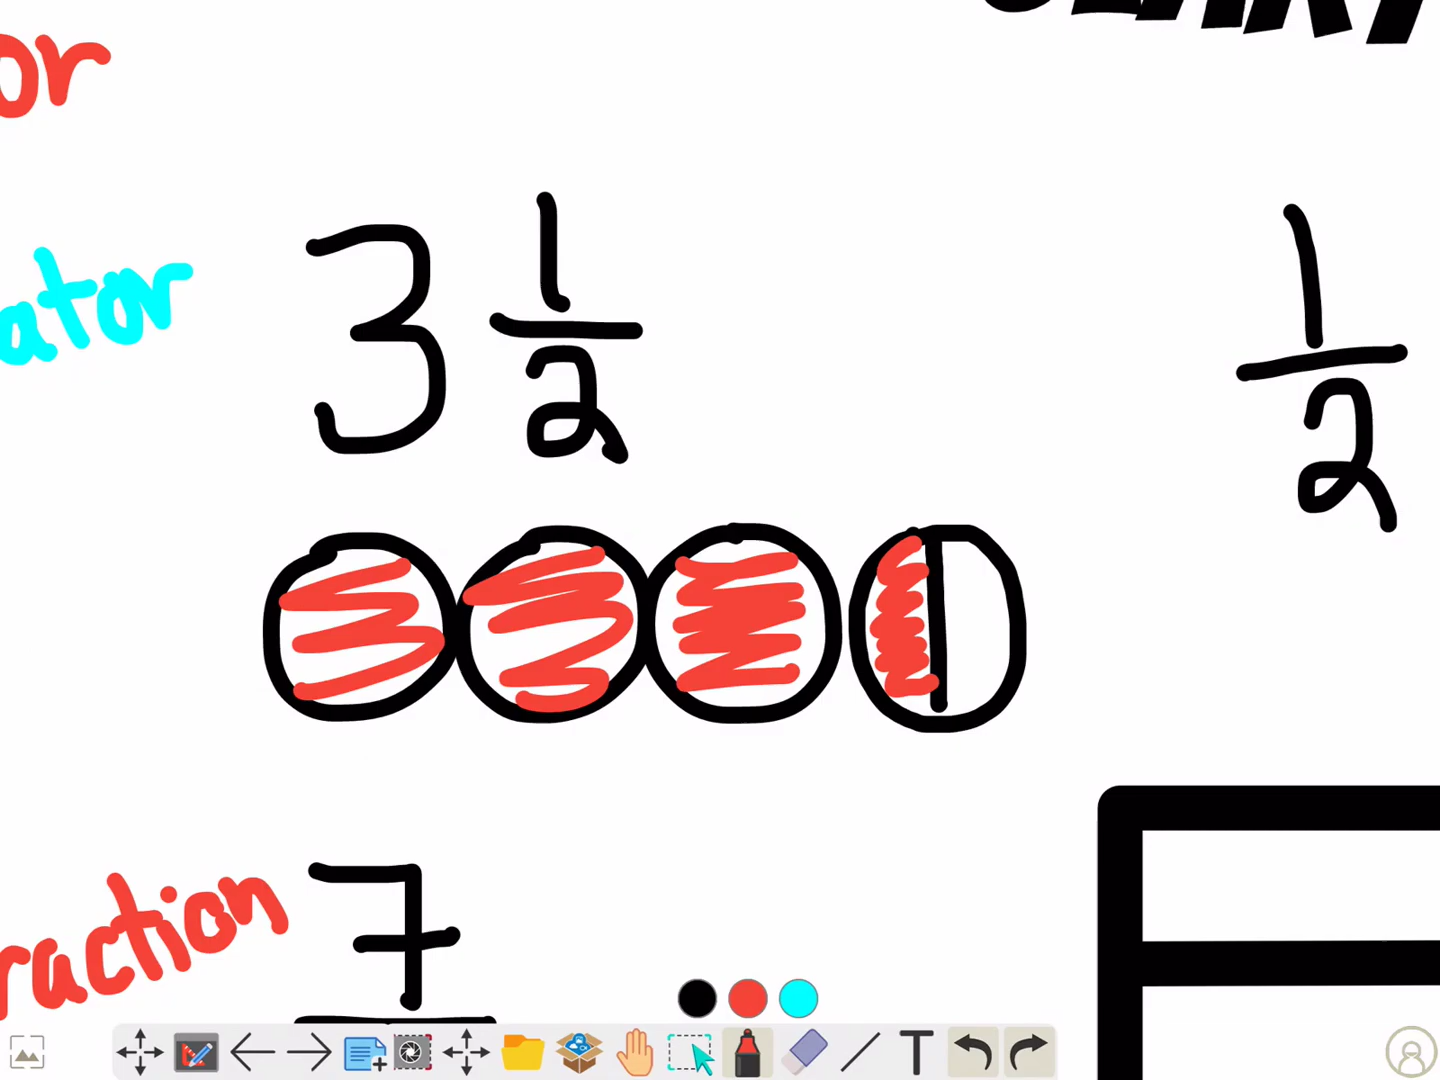 or
ator
3 1/2
1/2
raction
7
T